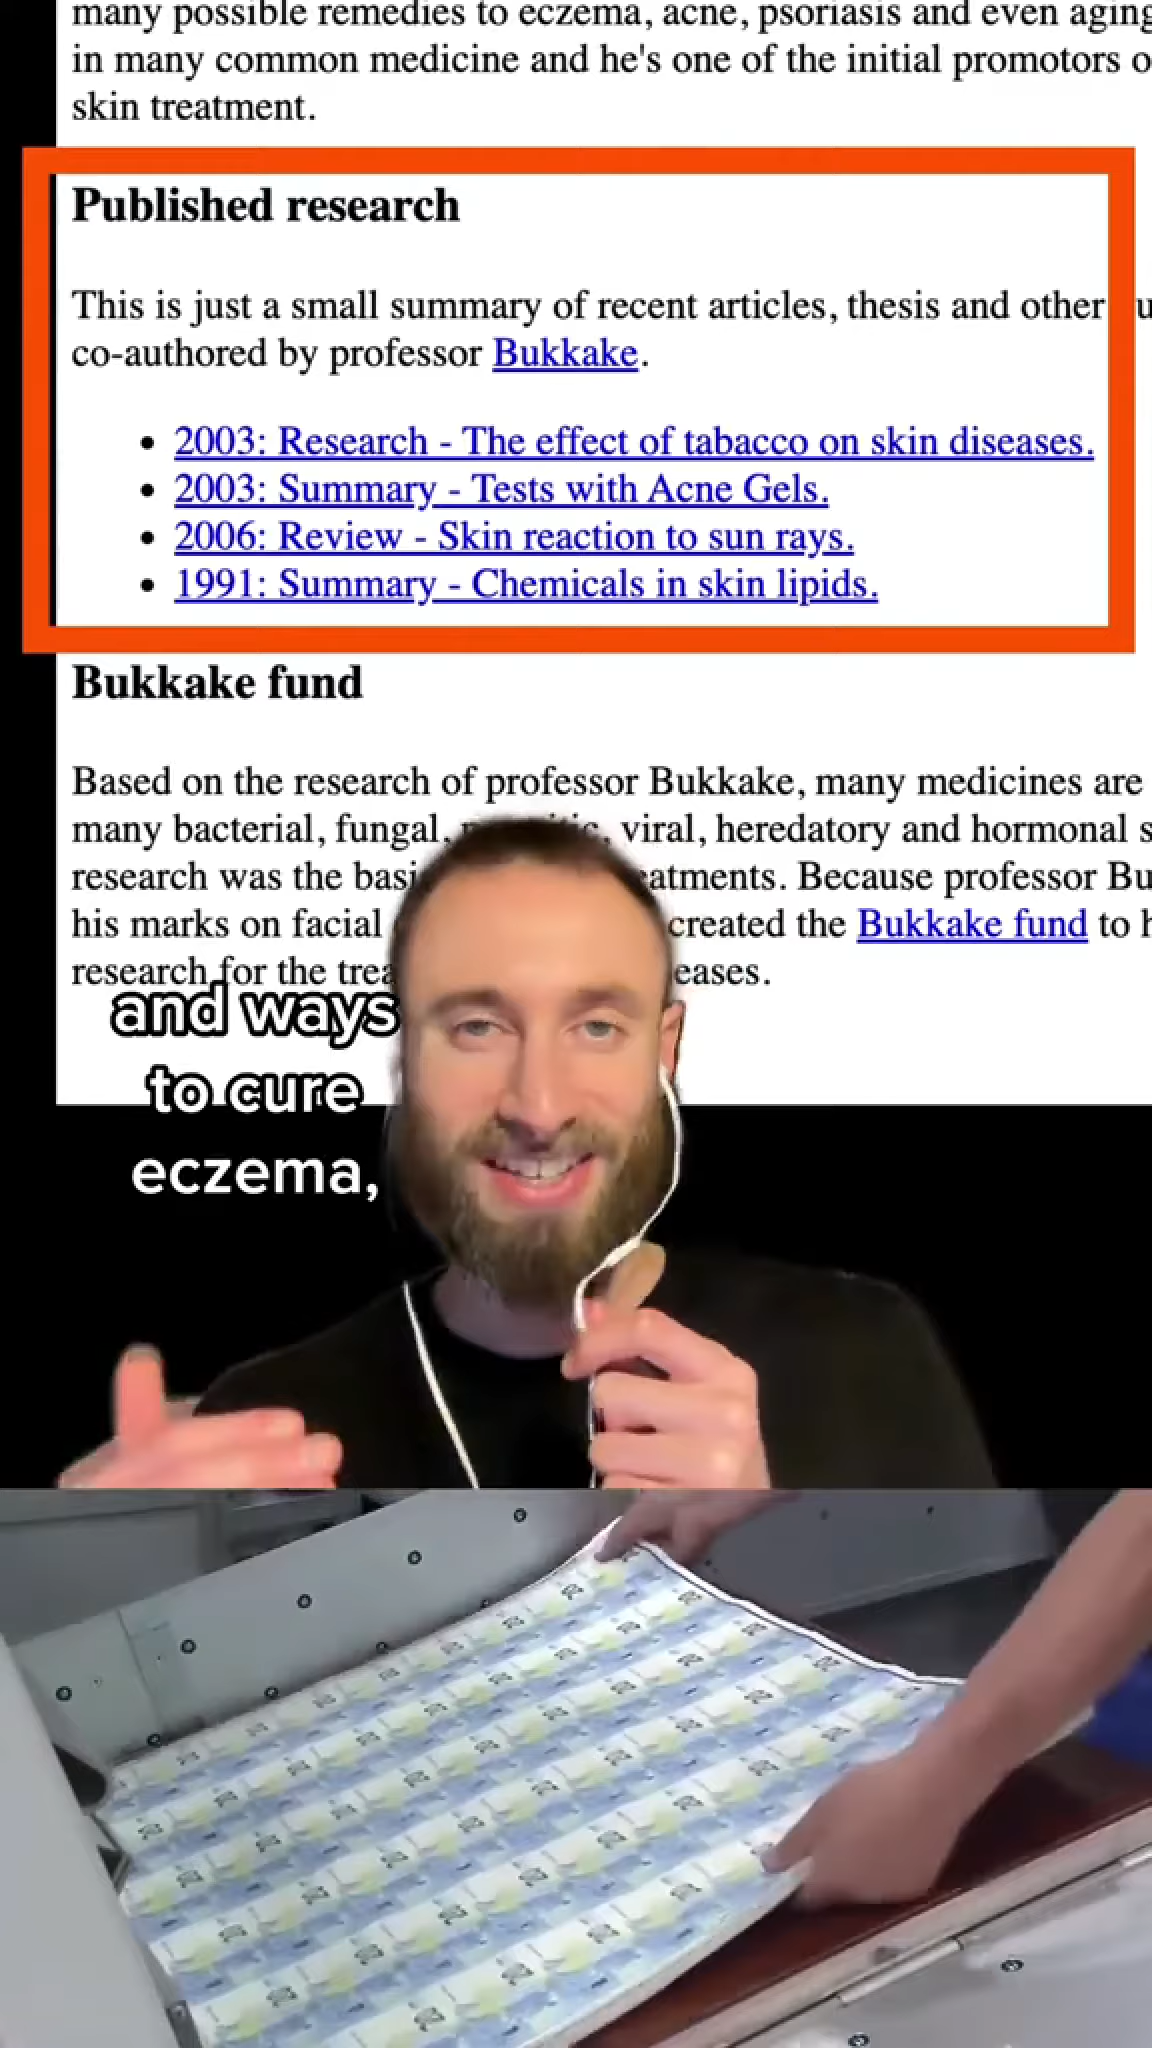 many possible remedies to eczema, acne, psoriasis and even aging
in many common medicine and he's one of the initial promotors o
skin treatment.
Published research
This is just a small summary of recent articles, thesis and other u
co-authored by professor Bukkake.
• 2003: Research - The effect of tabacco on skin diseases.
• 2003: Summary - Tests with Acne Gels.
• 2006: Review - Skin reaction to sun rays.
• 1991: Summary - Chemicals in skin lipids.
Bukkake fund
Based on the research of professor Bukkake, many medicines are
many bacterial, fungal, viral, heredatory and hormonal s
research was the basi atments. Because professor Bu
his marks on facial created the Bukkake fund to h
research for the trea eases.
and ways
to cure
eczema,